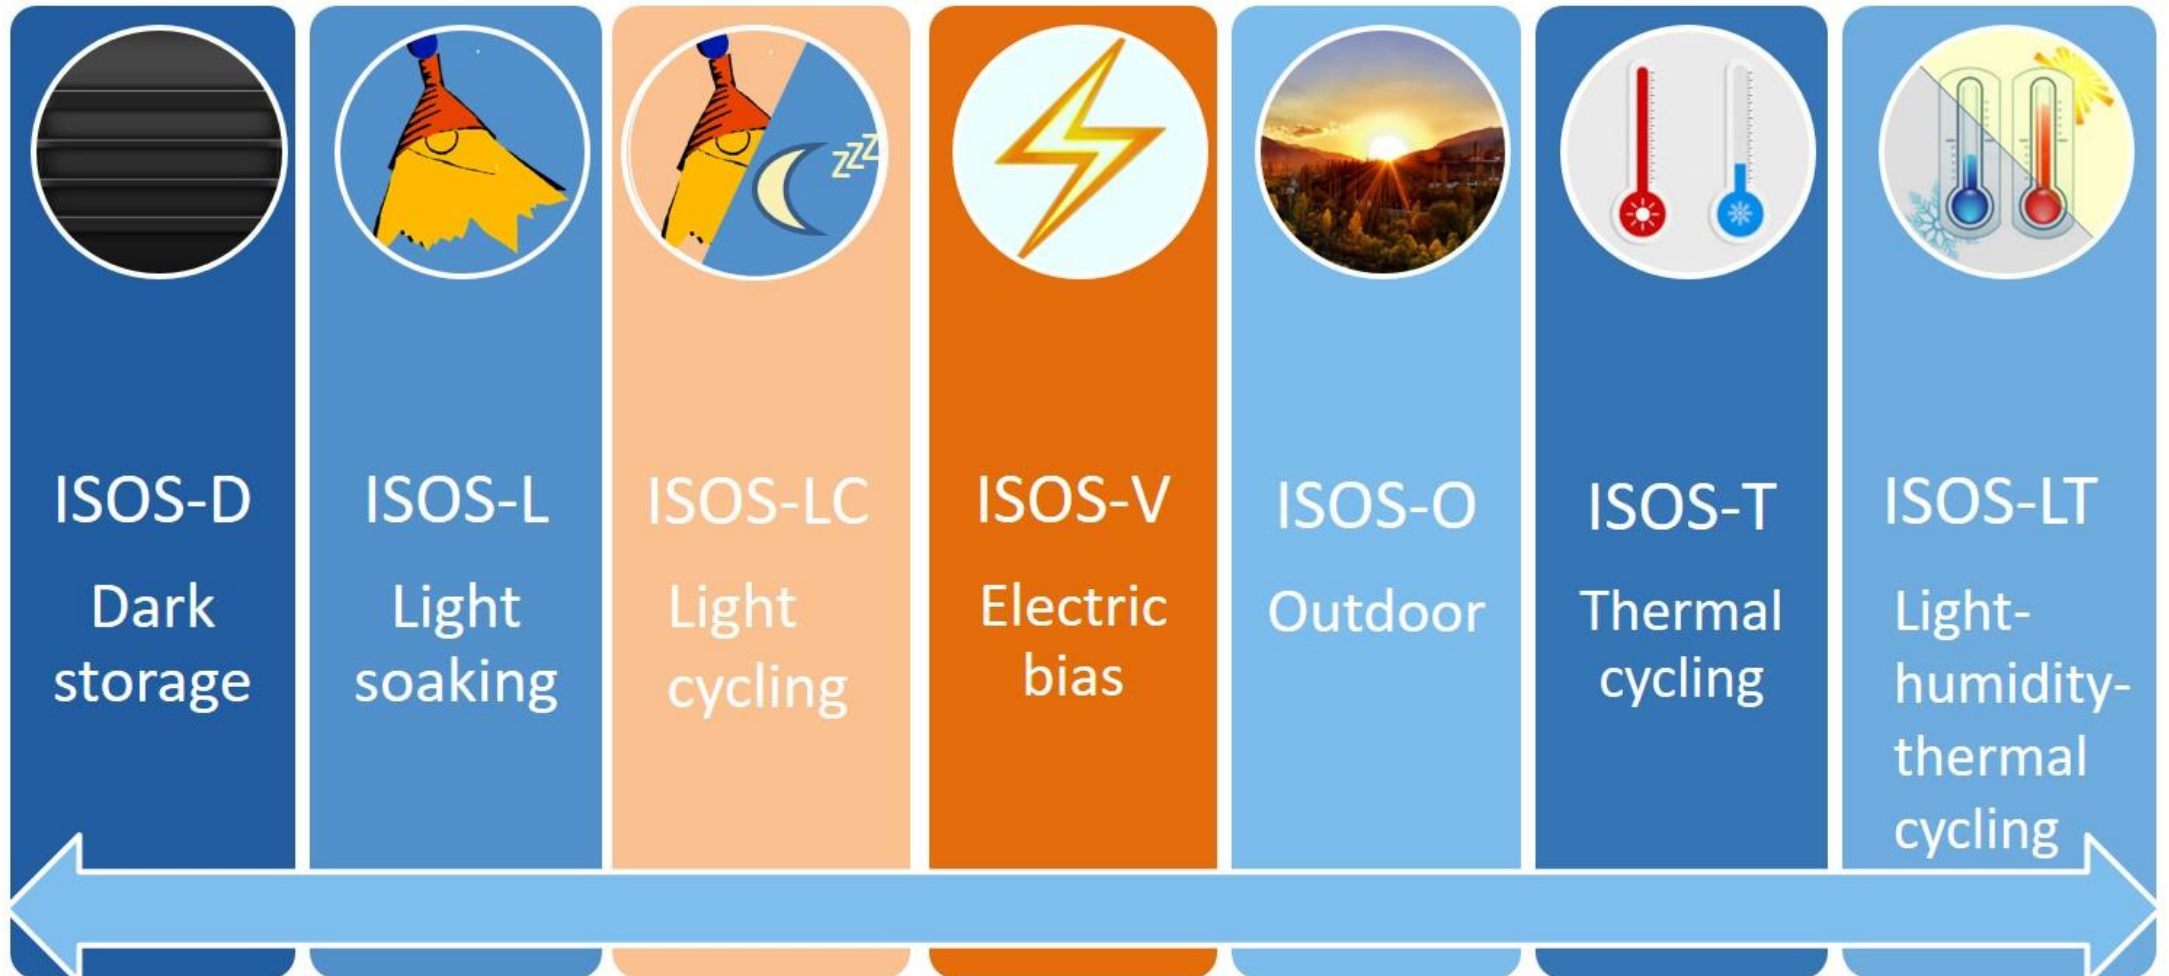 zzz
ISOS-D
Dark
storage
ISOS-L
Light
soaking
ISOS-LC
Light
cycling
ISOS-V
Electric
bias
ISOS-O
Outdoor
ISOS-T
Thermal
cycling
ISOS-LT
Light-
humidity-
thermal
cycling